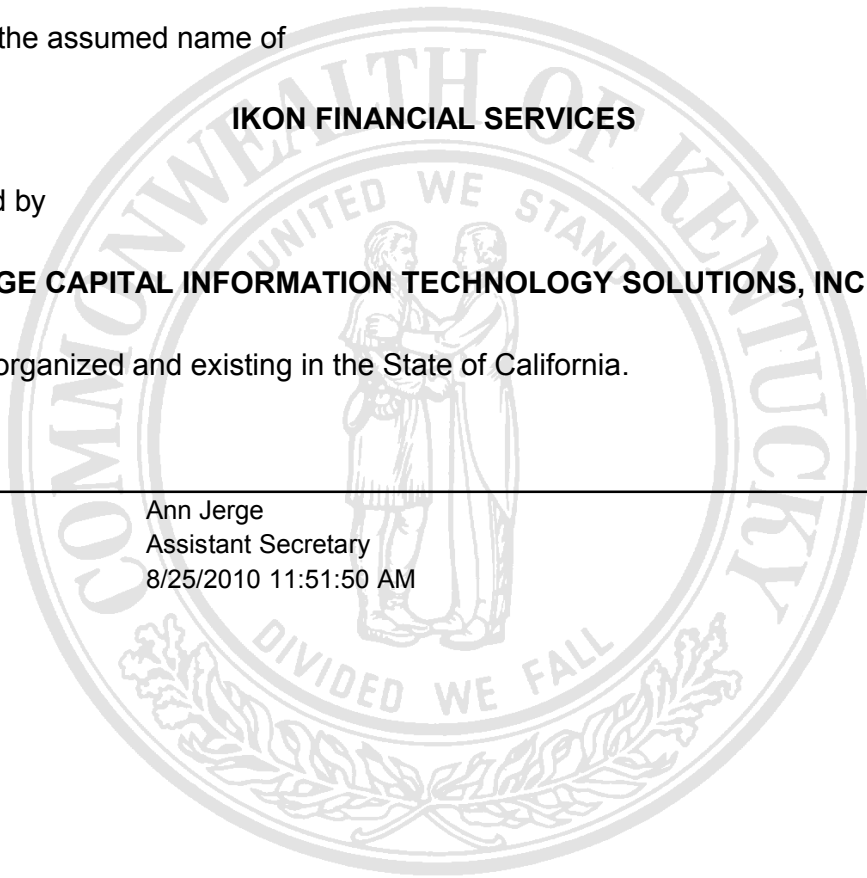 the assumed name of
IKON FINANCIAL SERVICES
d by
GE CAPITAL INFORMATION TECHNOLOGY SOLUTIONS, INC
organized and existing in the State of California.
Ann Jerge
Assistant Secretary
8/25/2010 11:51:50 AM
COMMONWEALTH OF KENTUCKY
UNITED WE STAND
DIVIDED WE FALL